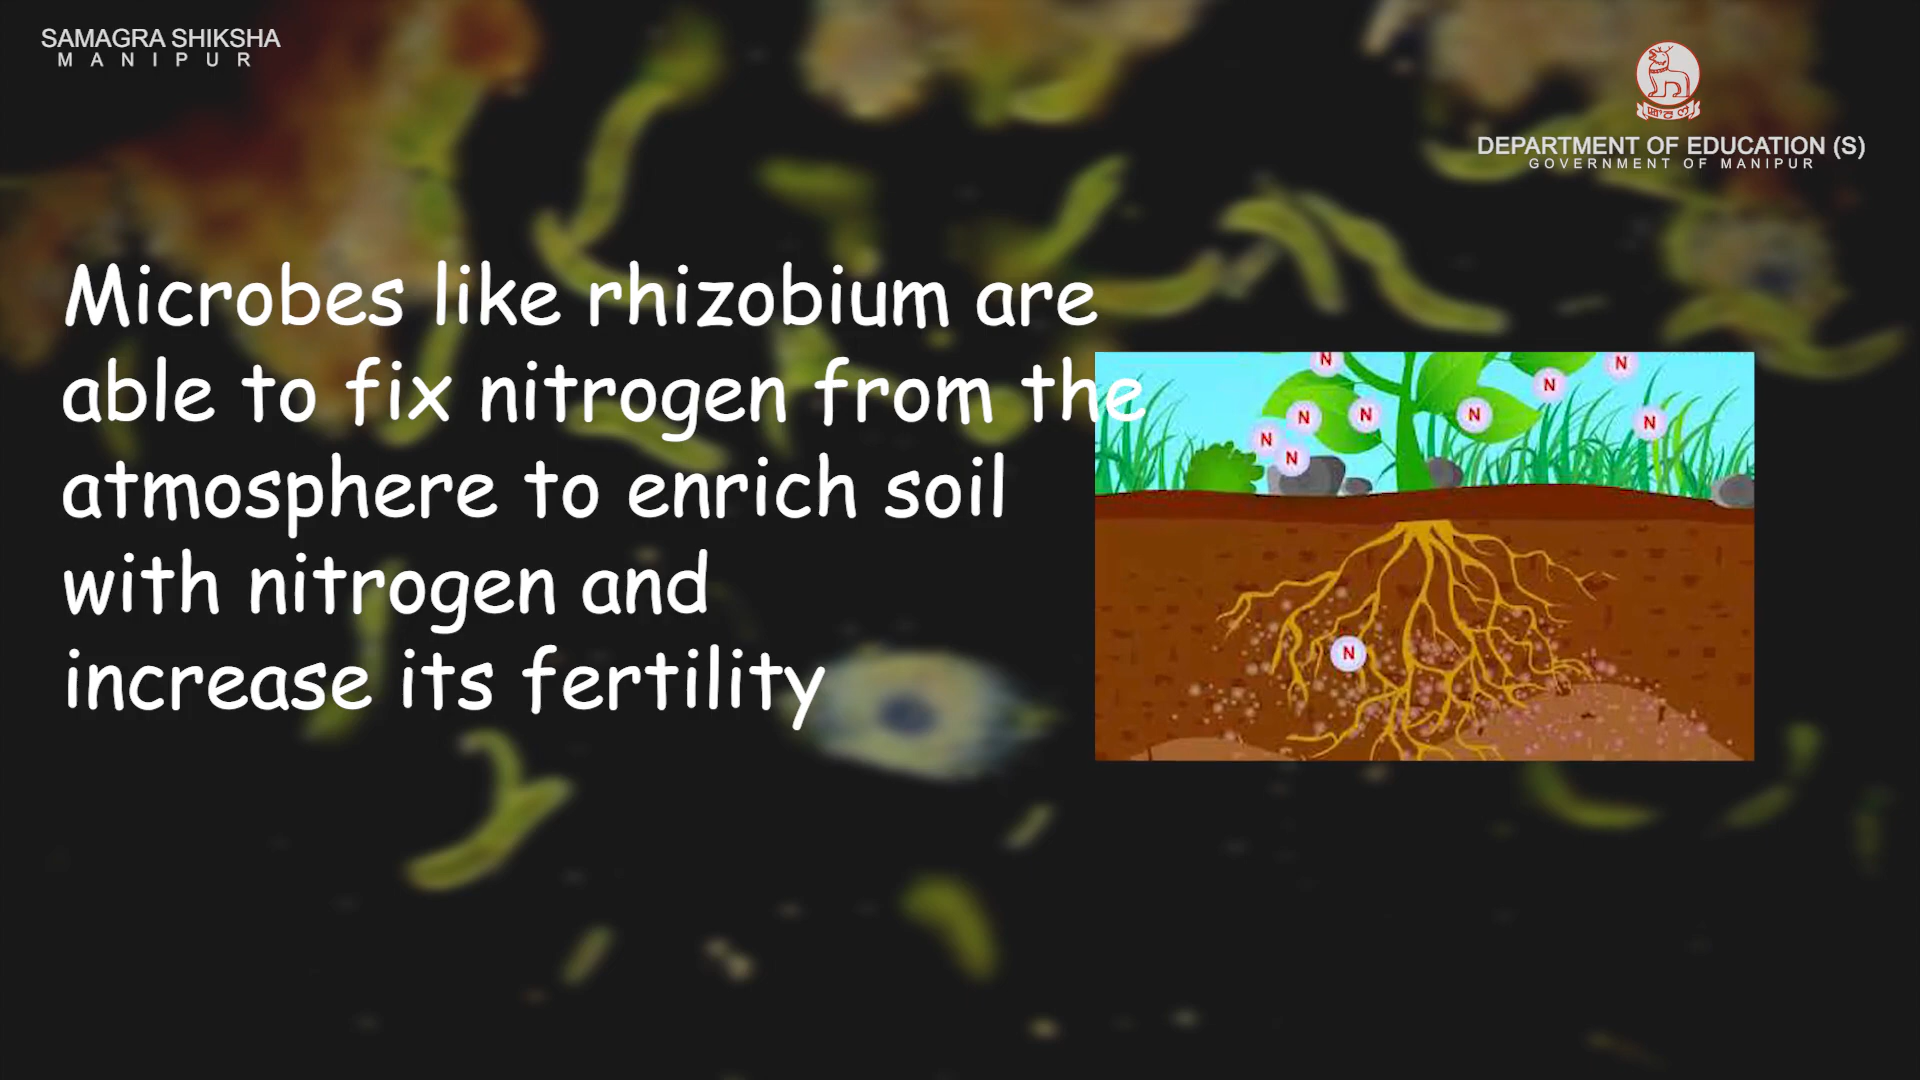 SAMAGRA SHIKSHA
MANIPUR
DEPARTMENT OF EDUCATION (S)
GOVERNMENT OF MANIPUR
Microbes like rhizobium are
able to fix nitrogen from the
atmosphere to enrich soil
with nitrogen and
increase its fertility
N
N
N
N
N
N
N
N
N
N